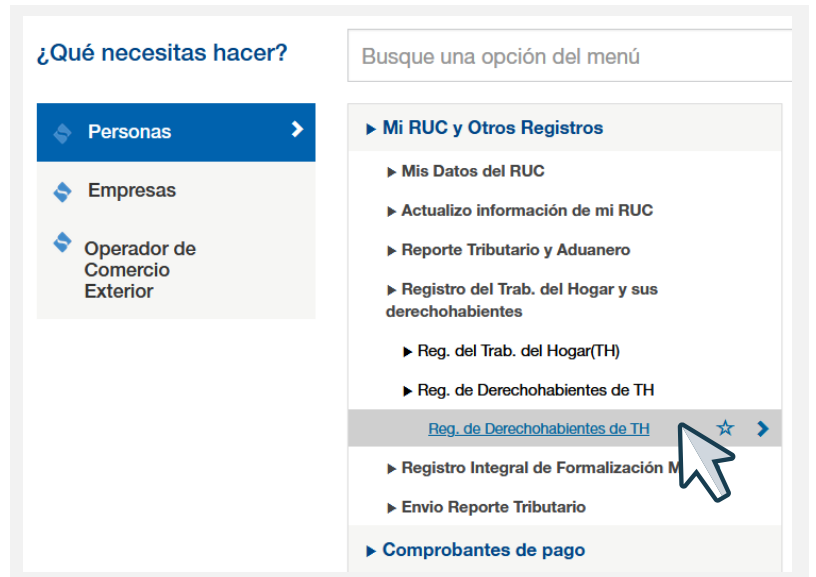 ¿Qué necesitas hacer?
Busque una opción del menú
Personas
Empresas
Operador de
Comercio
Exterior
Mi RUC y Otros Registros
Mis Datos del RUC
Actualizo información de mi RUC
Reporte Tributario y Aduanero
Registro del Trab. del Hogar y sus
derechohabientes
Reg. del Trab. del Hogar(TH)
Reg. de Derechohabientes de TH
Reg. de Derechohabientes de TH
Registro Integral de Formalización
Envio Reporte Tributario
Comprobantes de pago